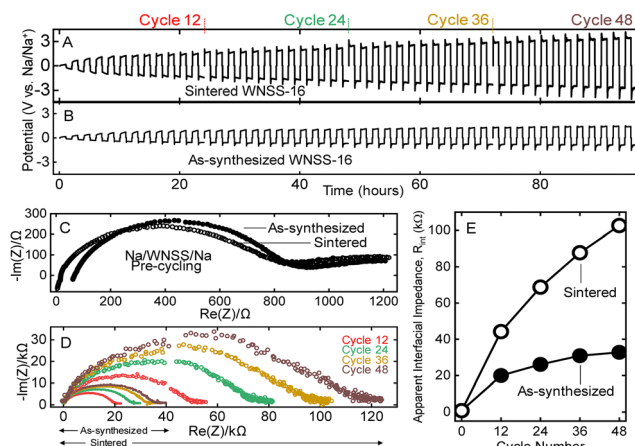 Cycle 12 Cycle 24 Cycle 36 Cycle 48
Potential (V vs. Na/Na+)
A
3
0
-3
Sintered WNSS-16
B
3
0
-3
As-synthesized WNSS-16
0 20 40 60 80
Time (hours)
C
-Im(Z)/Ω
300
200
100
0
As-synthesized
Sintered
Na/WNSS/Na
Pre-cycling
0 200 400 600 800 1000 1200
Re(Z)/Ω
D
-Im(Z)/kΩ
30
20
10
0
Cycle 12
Cycle 24
Cycle 36
Cycle 48
0 20 40 60 80 100 120
Re(Z)/kΩ
As-synthesized
Sintered
E
Apparent Interfacial Impedance, Rint (kΩ)
100
80
60
40
20
0
Sintered
As-synthesized
0 12 24 36 48
Cycle Number